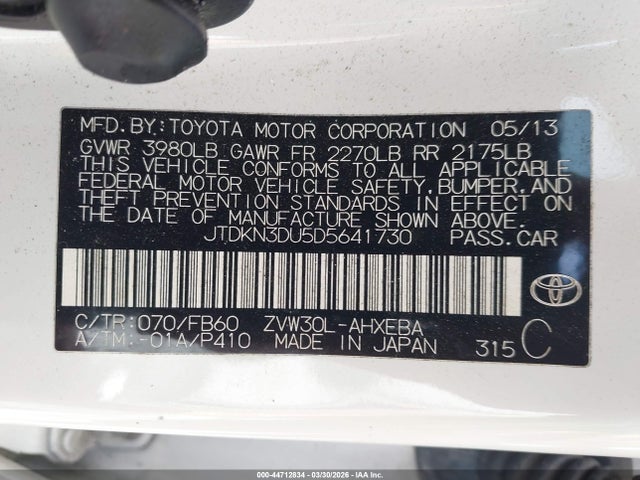 MFD.BY:TOYOTA MOTOR CORPORATION 05/13
GVWR 3980LB GAWR FR 2270LB RR 2175LB
THIS VEHICLE CONFORMS TO ALL APPLICABLE
FEDERAL MOTOR VEHICLE SAFETY,BUMPER,AND
THEFT PREVENTION STANDARDS IN EFFECT ON
THE DATE OF MANUFACTURE SHOWN ABOVE.
JTDKN3DU5D5641730 PASS.CAR
C/TR:070/FB60 ZVW30L-AHXEBA
A/TM:-01A/P410 MADE IN JAPAN 315 C
000-44712834 | 03/30/2026 - IAA Inc.